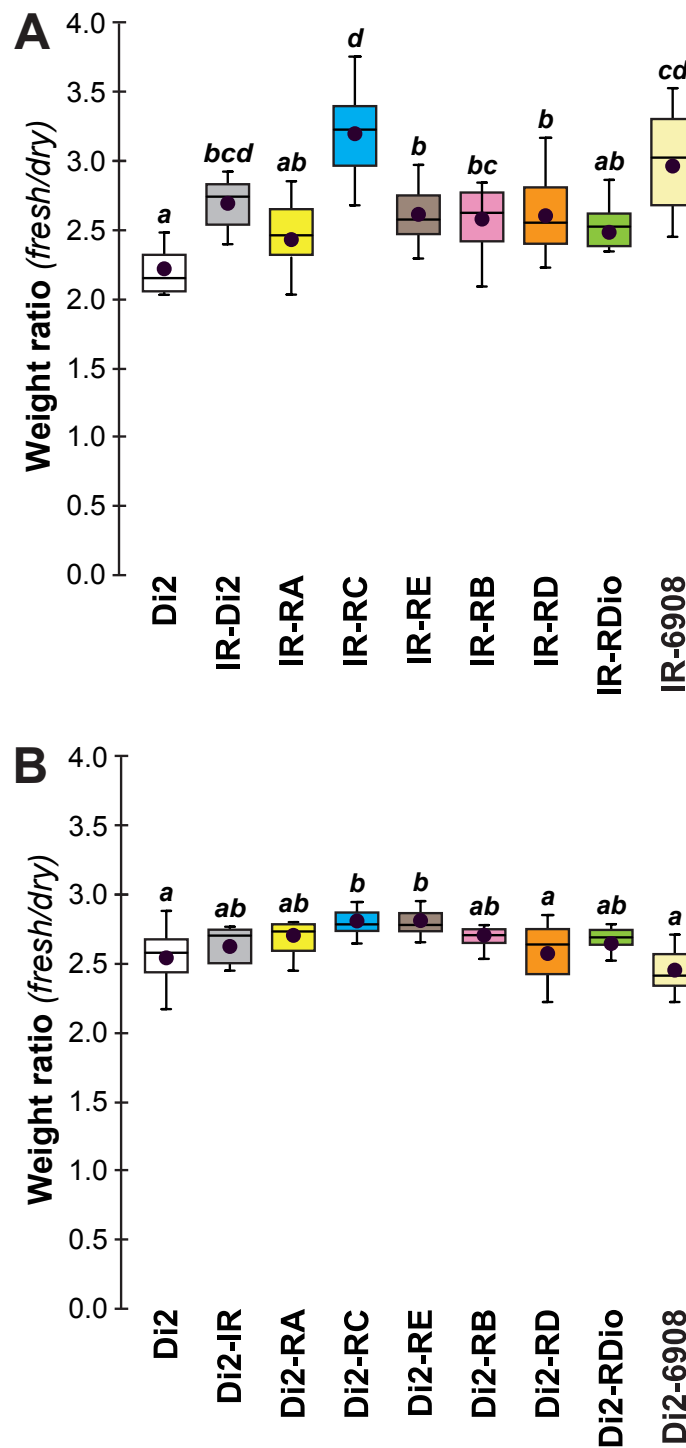 A
Weight ratio (fresh/dry)
4.0
3.5
3.0
2.5
2.0
1.5
1.0
0.5
0.0
a
bcd
ab
d
b
bc
b
ab
cd
Di2
IR-Di2
IR-RA
IR-RC
IR-RE
IR-RB
IR-RD
IR-RDio
IR-6908
B
Weight ratio (fresh/dry)
4.0
3.5
3.0
2.5
2.0
1.5
1.0
0.5
0.0
a
ab
ab
b
b
ab
a
ab
a
Di2
Di2-IR
Di2-RA
Di2-RC
Di2-RE
Di2-RB
Di2-RD
Di2-RDio
Di2-6908